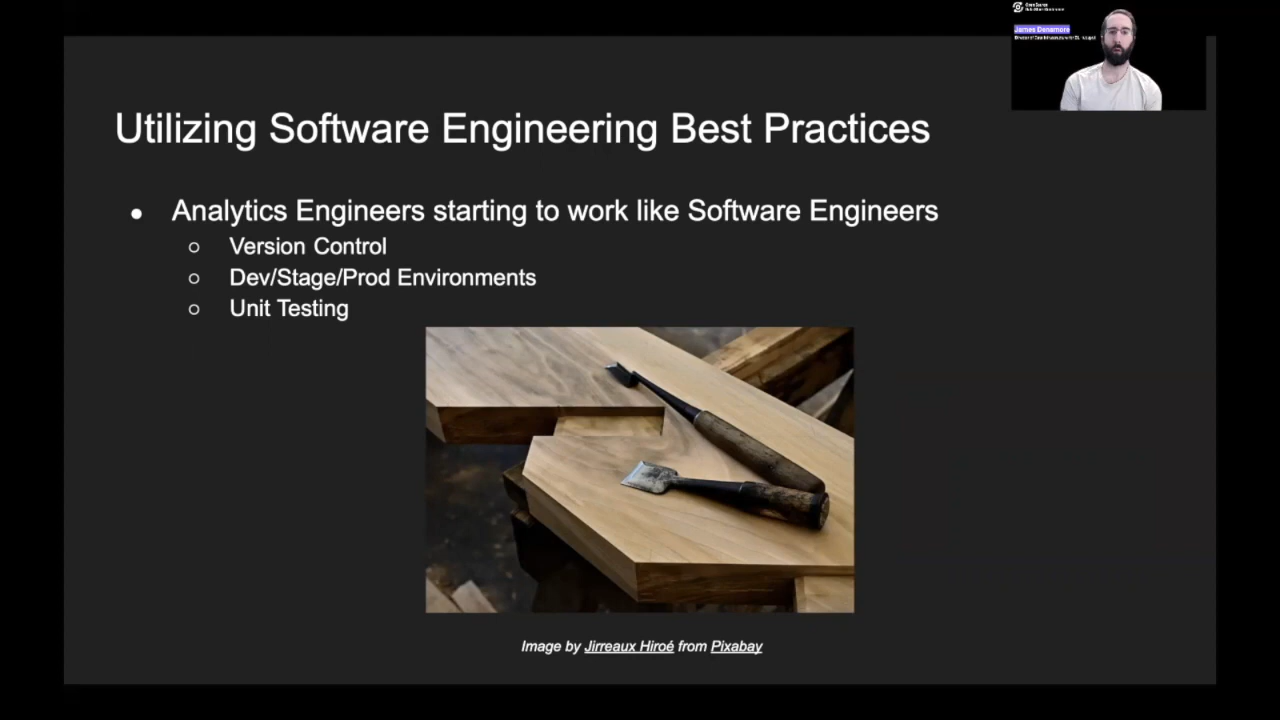 James Densmore
Utilizing Software Engineering Best Practices
● Analytics Engineers starting to work like Software Engineers
○ Version Control
○ Dev/Stage/Prod Environments
○ Unit Testing
Image by Jirreaux Hiroé from Pixabay